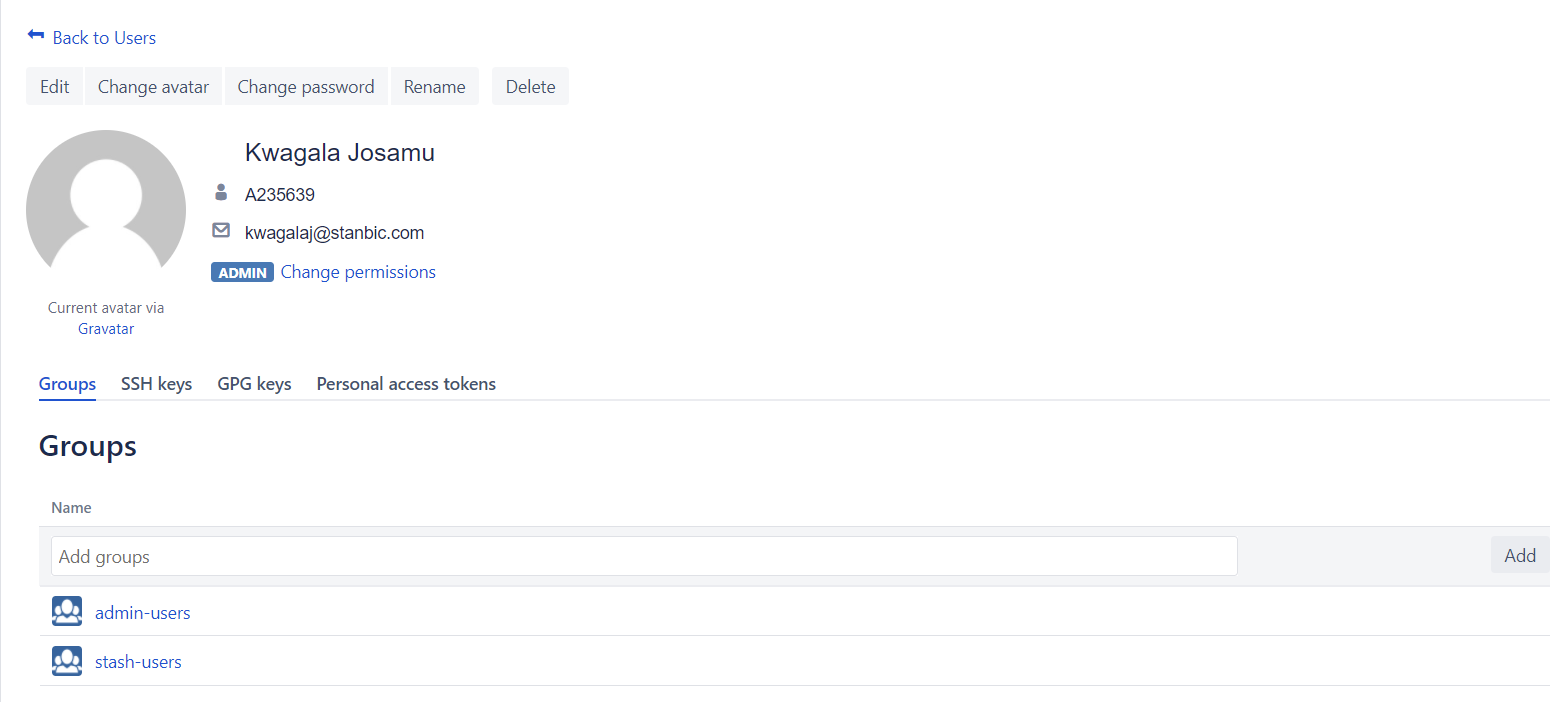 Back to Users
Edit Change avatar Change password Rename Delete
Kwagala Josamu
A235639
kwagalaj@stanbic.com
ADMIN Change permissions
Current avatar via
Gravatar
Groups SSH keys GPG keys Personal access tokens
Groups
Name
Add groups Add
admin-users
stash-users